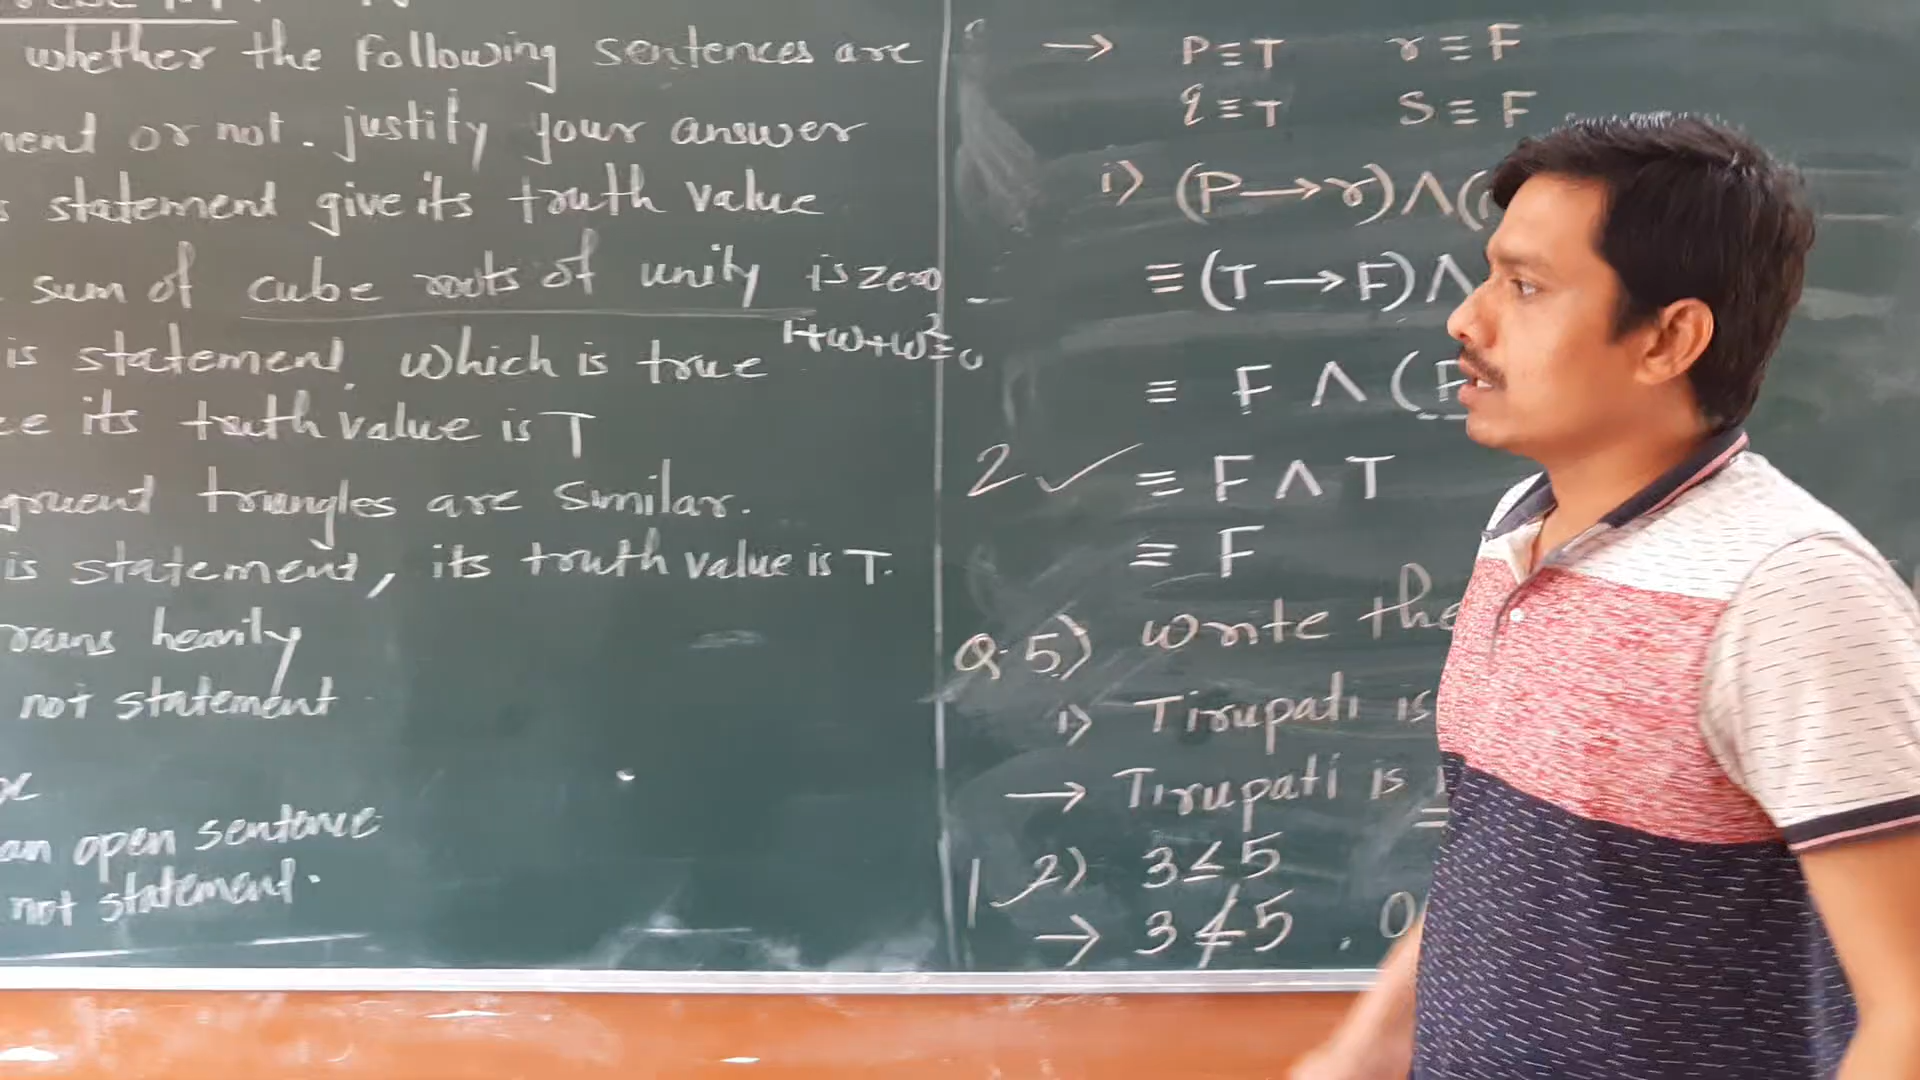 whether the following sentences are
or not. justify your answer
statement give its truth value
sum of cube roots of unity is zero
1+ω+ω²=0
is statement, which is true
its truth value is T
triangles are similar.
is statement, its truth value is T.
heavily
not statement
an open sentence
not statement.
→ P≡T r≡F
q≡T S≡F
i) (P→r)∧(
≡(T→F)∧
≡ F ∧ (F
2 ✓ ≡ F ∧ T
≡ F
Q.5) write the
i) Tirupati is
→ Tirupati is
2) 3≤5
→ 3≰5 .